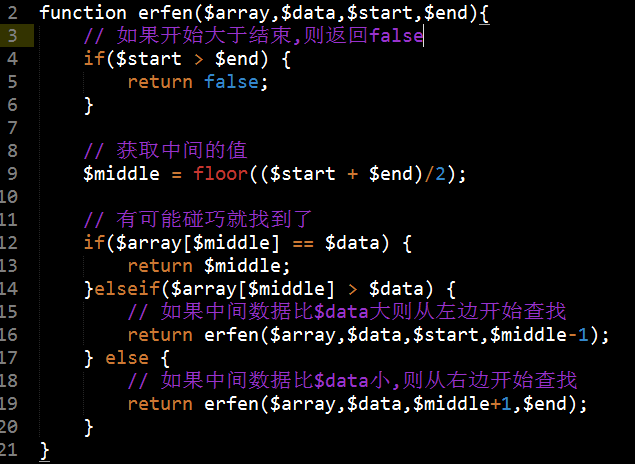 2 function erfen($array,$data,$start,$end){
3     // 如果开始大于结束,则返回false
4     if($start > $end) {
5         return false;
6     }
7
8     // 获取中间的值
9     $middle = floor(($start + $end)/2);
10
11     // 有可能碰巧就找到了
12     if($array[$middle] == $data) {
13         return $middle;
14     }elseif($array[$middle] > $data) {
15         // 如果中间数据比$data大则从左边开始查找
16         return erfen($array,$data,$start,$middle-1);
17     } else {
18         // 如果中间数据比$data小,则从右边开始查找
19         return erfen($array,$data,$middle+1,$end);
20     }
21 }